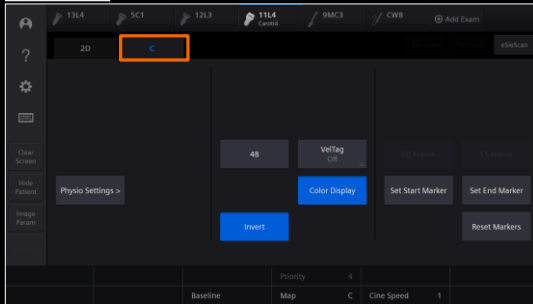 13L4
5C1
12L3
11L4
Carotid
9MC3
CW8
Add Exam
2D
C
eSieScan
Clear
Screen
Hide
Patient
Image
Param
48
VelTag
Off
Physio Settings >
Color Display
Set Start Marker
Set End Marker
Invert
Reset Markers
Priority 4
Baseline
Map C
Cine Speed 1